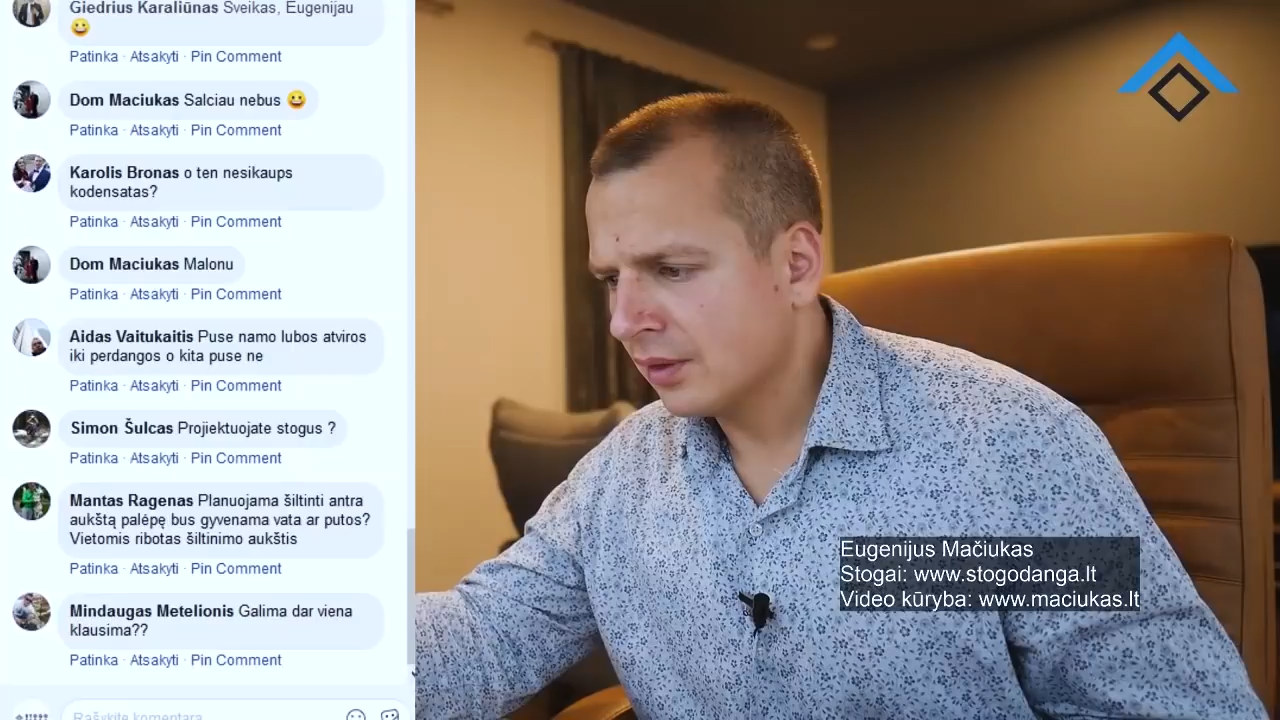 Giedrius Karaliūnas Sveikas, Eugenijau
Patinka · Atsakyti · Pin Comment
Dom Maciukas Salciau nebus
Patinka · Atsakyti · Pin Comment
Karolis Bronas o ten nesikaups
kodensatas?
Patinka · Atsakyti · Pin Comment
Dom Maciukas Malonu
Patinka · Atsakyti · Pin Comment
Aidas Vaitukaitis Puse namo lubos atviros
iki perdangos o kita puse ne
Patinka · Atsakyti · Pin Comment
Simon Šulcas Projiektuojate stogus ?
Patinka · Atsakyti · Pin Comment
Mantas Ragenas Planuojama šiltinti antra
aukštą palėpę bus gyvenama vata ar putos?
Vietomis ribotas šiltinimo aukštis
Patinka · Atsakyti · Pin Comment
Mindaugas Metelionis Galima dar viena
klausima??
Patinka · Atsakyti · Pin Comment
Rašykite komentarą
Eugenijus Mačiukas
Stogai: www.stogodanga.lt
Video kūryba: www.maciukas.lt